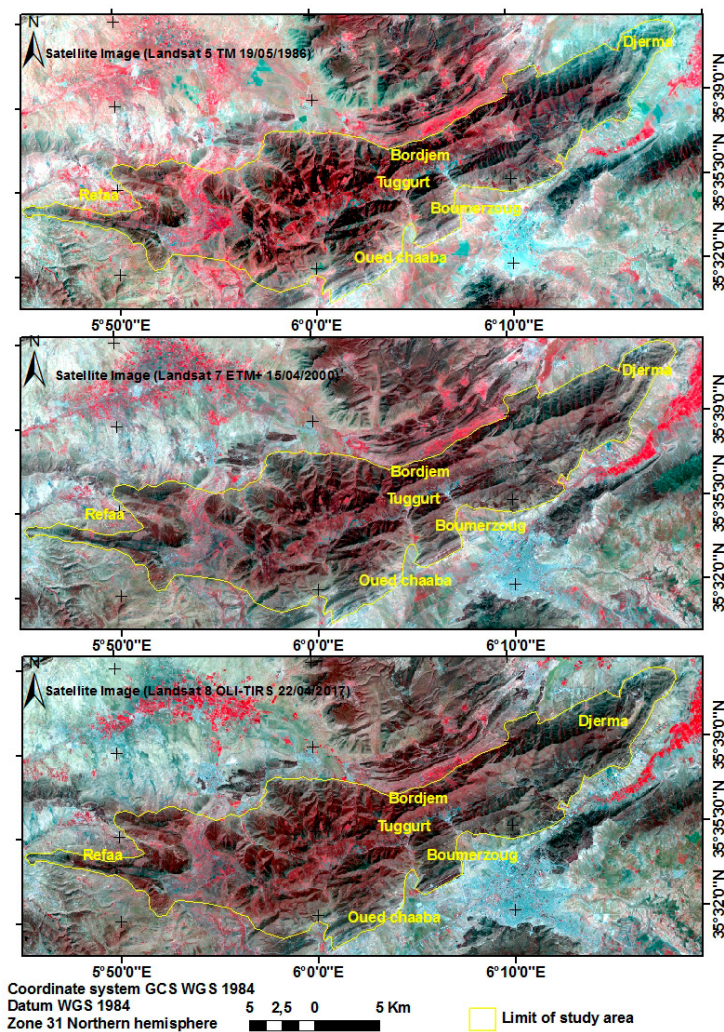 N
Satellite Image (Landsat 5 TM 19/05/1986)
Djerma
Bordjem
Tuggurt
Refaa
Boumerzoug
Oued chaaba
35°39'0"N
35°35'30"N
35°32'0"N
5°50'0"E
6°0'0"E
6°10'0"E
N
Satellite Image (Landsat 7 ETM+ 15/04/2000)
Djerma
Bordjem
Tuggurt
Refaa
Boumerzoug
Oued chaaba
35°39'0"N
35°35'30"N
35°32'0"N
5°50'0"E
6°0'0"E
6°10'0"E
N
Satellite Image (Landsat 8 OLI-TIRS 22/04/2017)
Djerma
Bordjem
Tuggurt
Refaa
Boumerzoug
Oued chaaba
35°39'0"N
35°35'30"N
35°32'0"N
5°50'0"E
6°0'0"E
6°10'0"E
Coordinate system GCS WGS 1984
Datum WGS 1984
Zone 31 Northern hemisphere
5 2,5 0 5 Km
Limit of study area